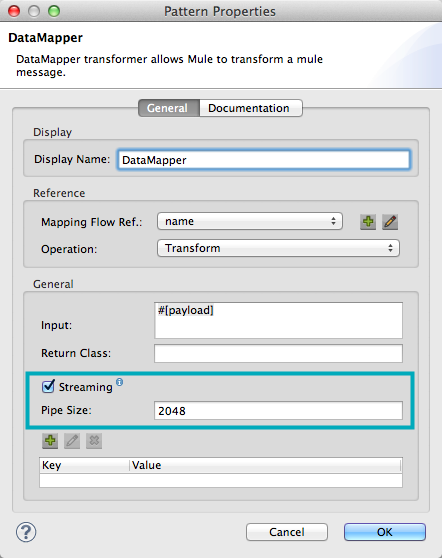 Pattern Properties
DataMapper
DataMapper transformer allows Mule to transform a mule
message.
General
Documentation
Display
Display Name: DataMapper
Reference
Mapping Flow Ref.: name
Operation: Transform
General
Input: #[payload]
Return Class:
Streaming i
Pipe Size: 2048
Key Value
? Cancel OK